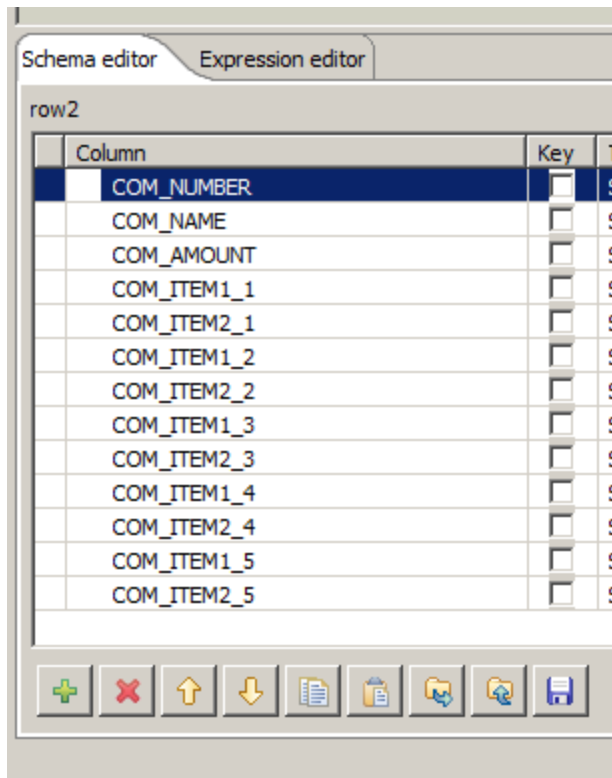 Schema editor Expression editor
row2
Column Key
COM_NUMBER
COM_NAME
COM_AMOUNT
COM_ITEM1_1
COM_ITEM2_1
COM_ITEM1_2
COM_ITEM2_2
COM_ITEM1_3
COM_ITEM2_3
COM_ITEM1_4
COM_ITEM2_4
COM_ITEM1_5
COM_ITEM2_5